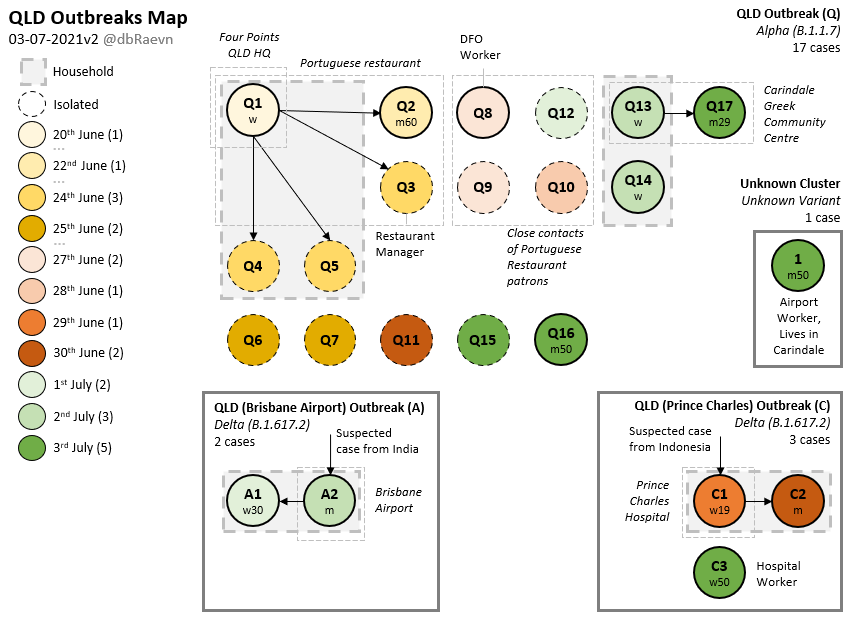 QLD Outbreaks Map
03-07-2021v2 @dbRaevn
Household
Isolated
20th June (1)
...
22nd June (1)
...
24th June (3)
25th June (2)
...
27th June (2)
28th June (1)
29th June (1)
30th June (2)
1st July (2)
2nd July (3)
3rd July (5)
Four Points
QLD HQ
Portuguese restaurant
DFO
Worker
QLD Outbreak (Q)
Alpha (B.1.1.7)
17 cases
Q1
w
Q2
m60
Q8
Q12
Q13
w
Q17
m29
Carindale
Greek
Community
Centre
Q3
Q9
Q10
Q14
w
Restaurant
Manager
Close contacts
of Portuguese
Restaurant
patrons
Q4
Q5
Q6
Q7
Q11
Q15
Q16
m50
Unknown Cluster
Unknown Variant
1 case
1
m50
Airport
Worker,
Lives in
Carindale
QLD (Brisbane Airport) Outbreak (A)
Delta (B.1.617.2)
2 cases
Suspected
case from India
A1
w30
A2
m
Brisbane
Airport
QLD (Prince Charles) Outbreak (C)
Delta (B.1.617.2)
3 cases
Suspected case
from Indonesia
Prince
Charles
Hospital
C1
w19
C2
m
C3
w50
Hospital
Worker